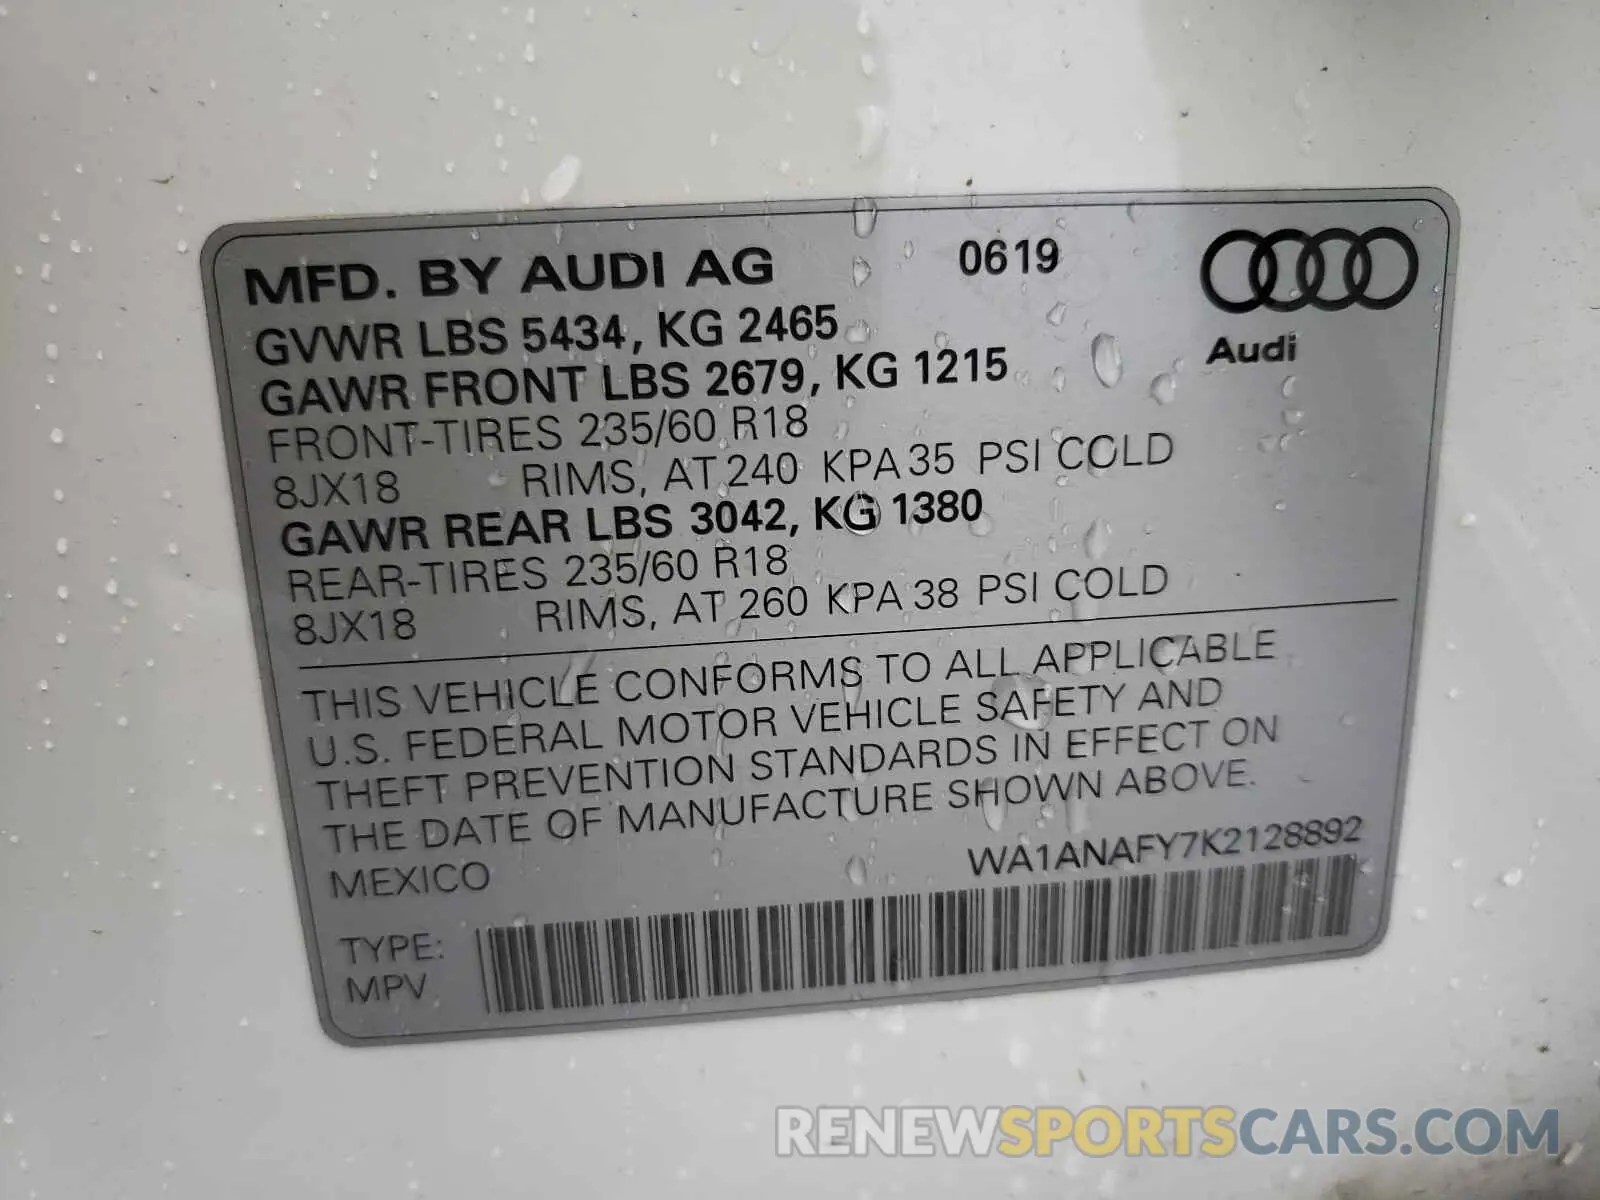 MFD. BY AUDI AG 0619
GVWR LBS 5434, KG 2465
Audi
GAWR FRONT LBS 2679, KG 1215
FRONT-TIRES 235/60 R18
8JX18 RIMS, AT 240 KPA 35 PSI COLD
GAWR REAR LBS 3042, KG 1380
REAR-TIRES 235/60 R18
8JX18 RIMS, AT 260 KPA 38 PSI COLD
THIS VEHICLE CONFORMS TO ALL APPLICABLE
U.S. FEDERAL MOTOR VEHICLE SAFETY AND
THEFT PREVENTION STANDARDS IN EFFECT ON
THE DATE OF MANUFACTURE SHOWN ABOVE.
MEXICO WA1ANAFY7K2128892
TYPE:
MPV
RENEWSPORTSCARS.COM